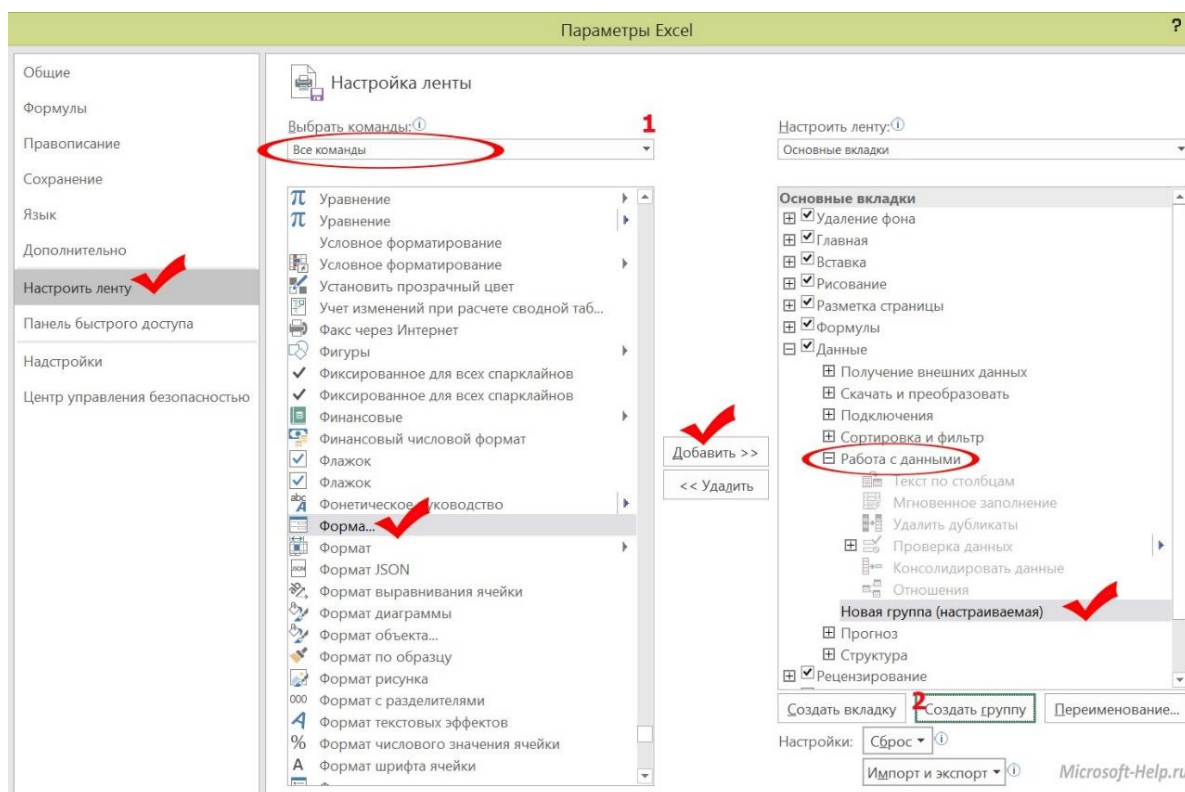 Параметры Excel
?
Общие
Формулы
Правописание
Сохранение
Язык
Дополнительно
Настроить ленту
Панель быстрого доступа
Надстройки
Центр управления безопасностью
Настройка ленты
Выбрать команды:
1
Все команды
Уравнение
Уравнение
Условное форматирование
Условное форматирование
Установить прозрачный цвет
Учет изменений при расчете сводной таб...
Факс через Интернет
Фигуры
Фиксированное для всех спарклайнов
Фиксированное для всех спарклайнов
Финансовые
Финансовый числовой формат
Флажок
Флажок
Фонетическое руководство
Форма...
Формат
Формат JSON
Формат выравнивания ячейки
Формат диаграммы
Формат объекта...
Формат по образцу
Формат рисунка
Формат с разделителями
Формат текстовых эффектов
Формат числового значения ячейки
Формат шрифта ячейки
Добавить >>
<< Удалить
Настроить ленту:
Основные вкладки
Основные вкладки
Удаление фона
Главная
Вставка
Рисование
Разметка страницы
Формулы
Данные
Получение внешних данных
Скачать и преобразовать
Подключения
Сортировка и фильтр
Работа с данными
Текст по столбцам
Мгновенное заполнение
Удалить дубликаты
Проверка данных
Консолидировать данные
Отношения
Новая группа (настраиваемая)
Прогноз
Структура
Рецензирование
Создать вкладку
2
Создать группу
Переименование...
Настройки:
Сброс
Импорт и экспорт
Microsoft-Help.ru